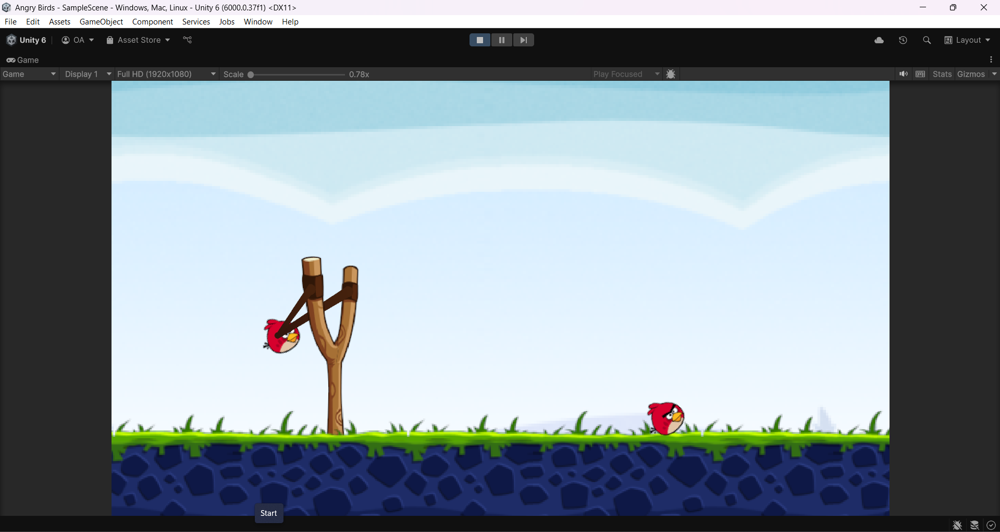 Angry Birds - SampleScene - Windows, Mac, Linux - Unity 6 (6000.0.37f1) <DX11>
File Edit Assets GameObject Component Services Jobs Window Help
Unity 6 OA Asset Store Layout
Game
Game Display 1 Full HD (1920x1080) Scale 0.78x Play Focused Stats Gizmos
Start